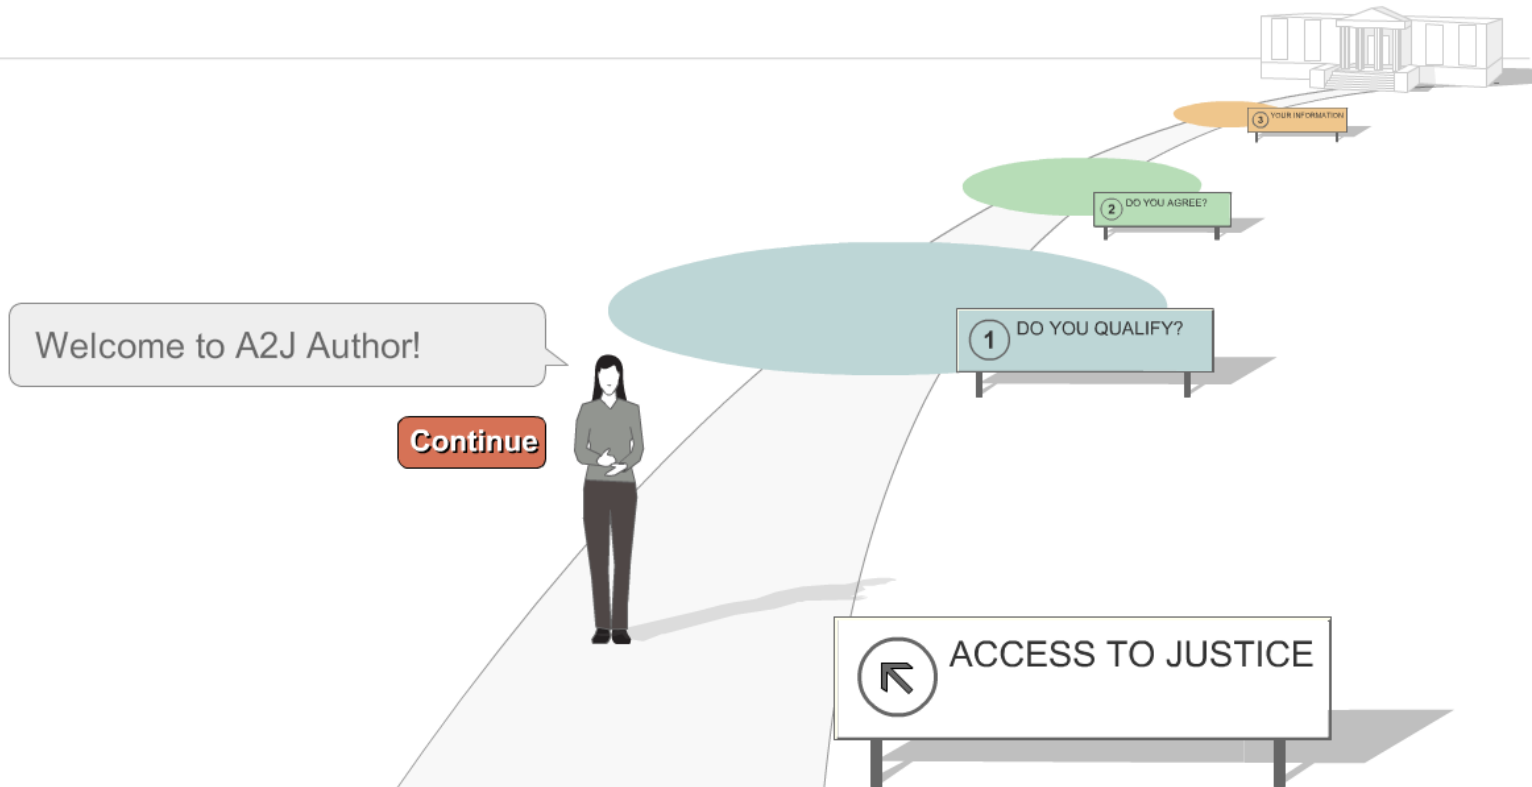 3 YOUR INFORMATION
2 DO YOU AGREE?
1 DO YOU QUALIFY?
Welcome to A2J Author!
Continue
ACCESS TO JUSTICE